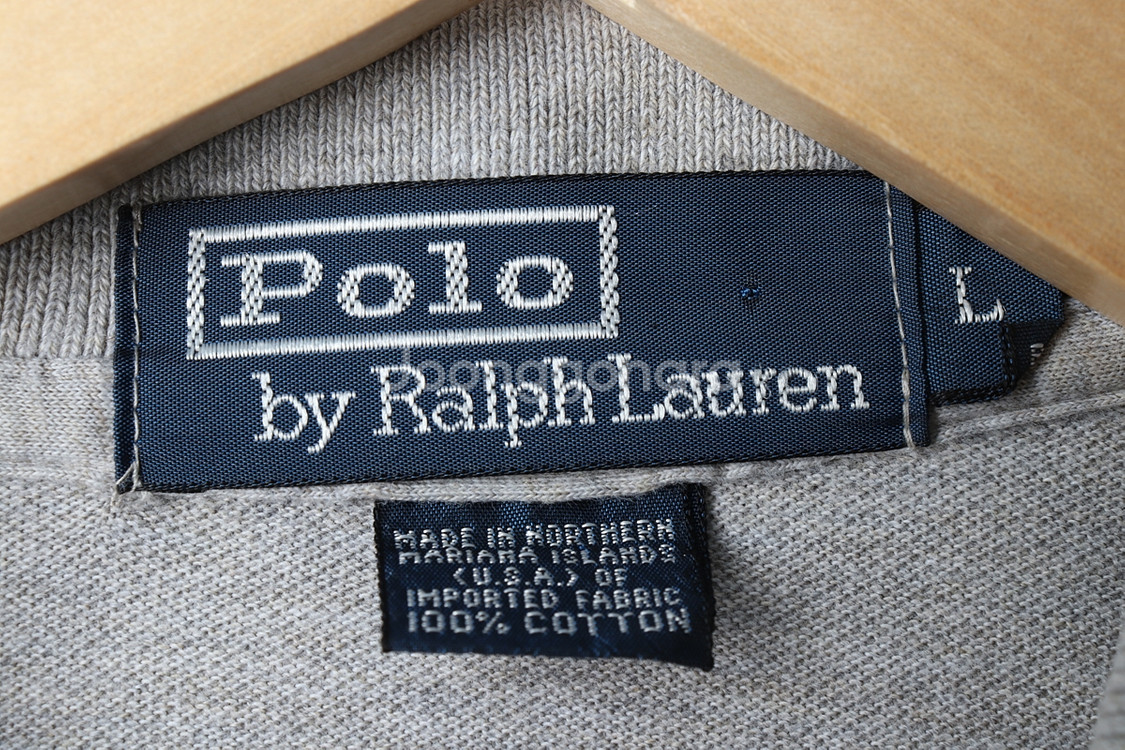 Polo
by Ralph Lauren
L
MADE IN NORTHERN
MARIANA ISLANDS
(U.S.A.) OF
IMPORTED FABRIC
100% COTTON